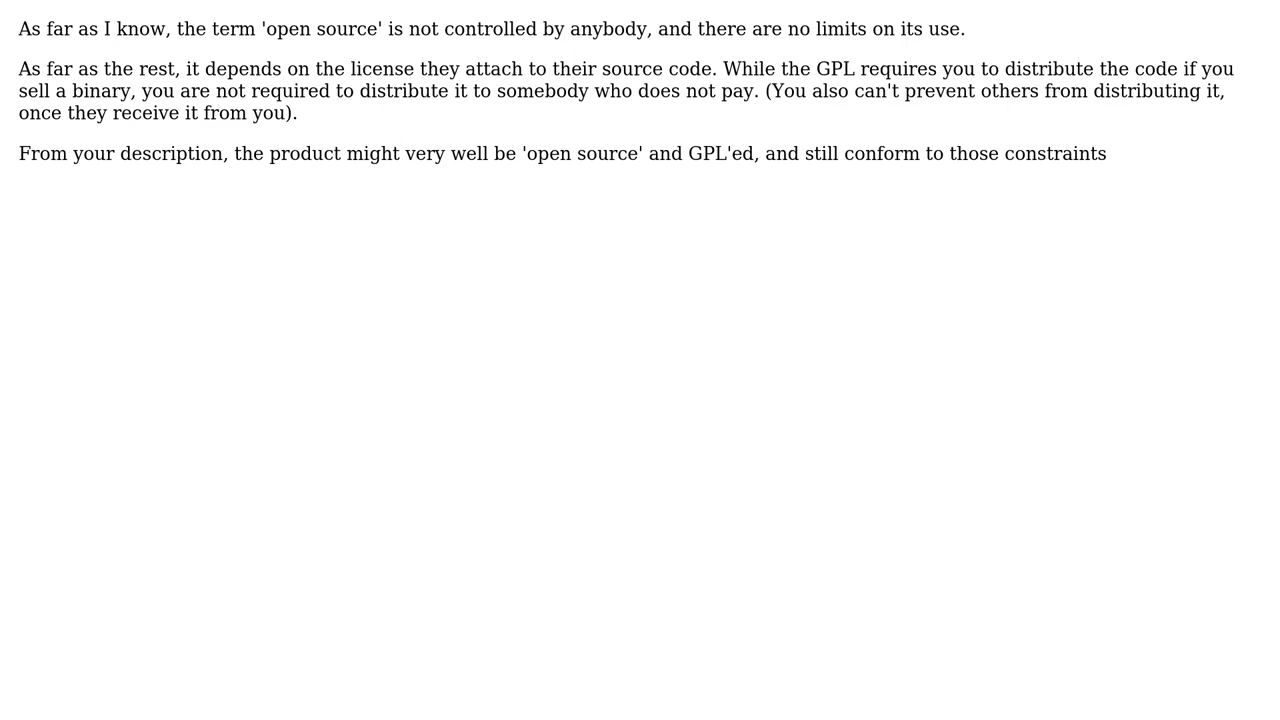 As far as I know, the term 'open source' is not controlled by anybody, and there are no limits on its use.
As far as the rest, it depends on the license they attach to their source code. While the GPL requires you to distribute the code if you
sell a binary, you are not required to distribute it to somebody who does not pay. (You also can't prevent others from distributing it,
once they receive it from you).
From your description, the product might very well be 'open source' and GPL'ed, and still conform to those constraints